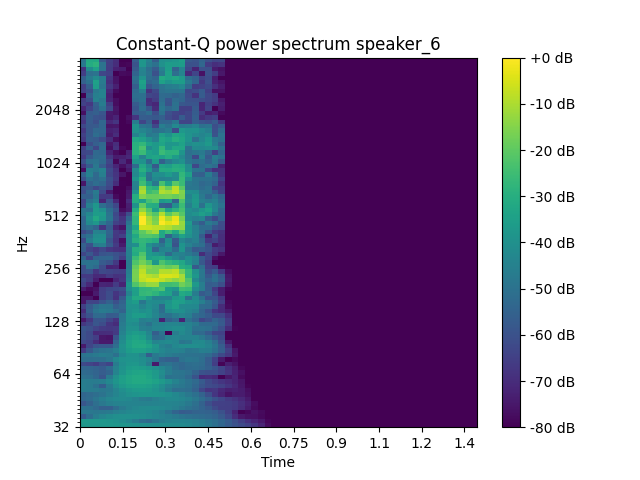 Constant-Q power spectrum speaker_6
Hz
2048
1024
512
256
128
64
32
0 0.15 0.3 0.45 0.6 0.75 0.9 1.1 1.2 1.4
Time
+0 dB
-10 dB
-20 dB
-30 dB
-40 dB
-50 dB
-60 dB
-70 dB
-80 dB